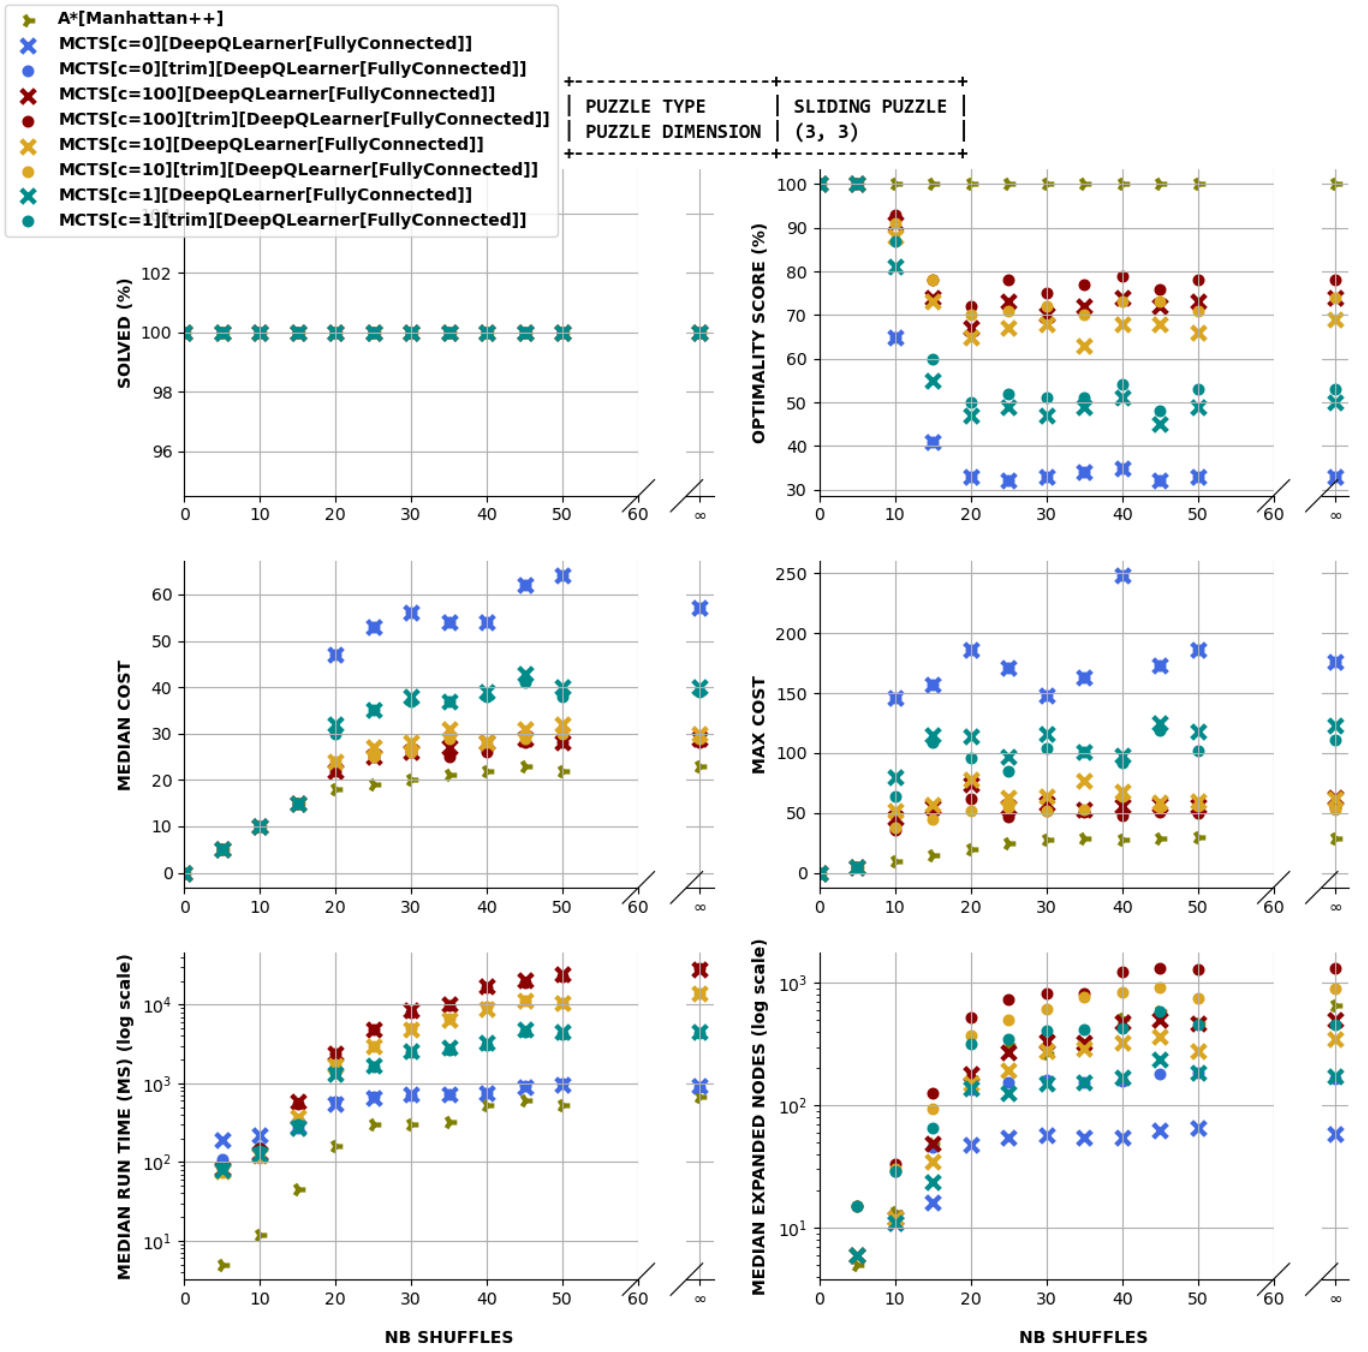 A*[Manhattan++]
MCTS[c=0][DeepQLearner[FullyConnected]]
MCTS[c=0][trim][DeepQLearner[FullyConnected]]
MCTS[c=100][DeepQLearner[FullyConnected]]
MCTS[c=100][trim][DeepQLearner[FullyConnected]]
MCTS[c=10][DeepQLearner[FullyConnected]]
MCTS[c=10][trim][DeepQLearner[FullyConnected]]
MCTS[c=1][DeepQLearner[FullyConnected]]
MCTS[c=1][trim][DeepQLearner[FullyConnected]]
+--------------------+-----------------+
| PUZZLE TYPE | SLIDING PUZZLE |
| PUZZLE DIMENSION | (3, 3) |
+--------------------+-----------------+
SOLVED (%)
104
102
100
98
96
0 10 20 30 40 50 60 ∞
OPTIMALITY SCORE (%)
100
90
80
70
60
50
40
30
0 10 20 30 40 50 60 ∞
MEDIAN COST
60
50
40
30
20
10
0
0 10 20 30 40 50 60 ∞
MAX COST
250
200
150
100
50
0
0 10 20 30 40 50 60 ∞
MEDIAN RUN TIME (MS) (log scale)
10⁴
10³
10²
10¹
0 10 20 30 40 50 60 ∞
NB SHUFFLES
MEDIAN EXPANDED NODES (log scale)
10³
10²
10¹
0 10 20 30 40 50 60 ∞
NB SHUFFLES